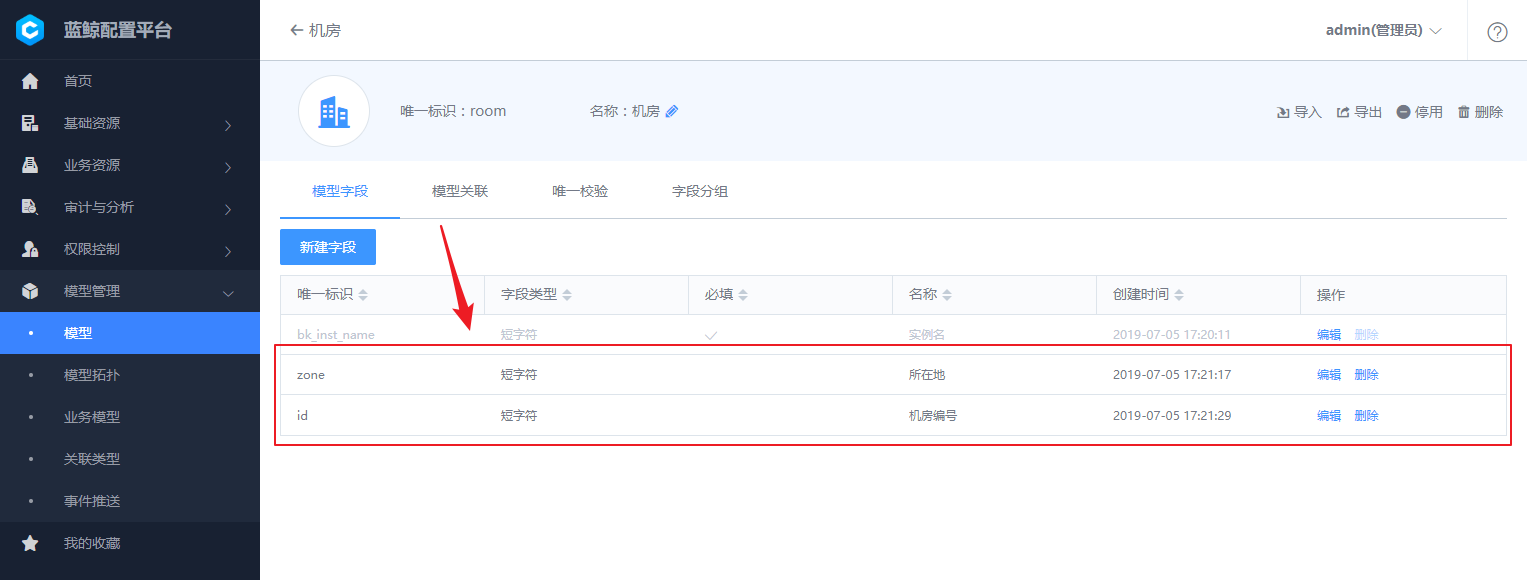 蓝鲸配置平台
首页
基础资源
业务资源
审计与分析
权限控制
模型管理
模型
模型拓扑
业务模型
关联类型
事件推送
我的收藏
机房
admin(管理员)
唯一标识：room 名称：机房
导入 导出 停用 删除
模型字段 模型关联 唯一校验 字段分组
新建字段
唯一标识 字段类型 必填 名称 创建时间 操作
bk_inst_name 短字符 实例名 2019-07-05 17:20:11 编辑 删除
zone 短字符 所在地 2019-07-05 17:21:17 编辑 删除
id 短字符 机房编号 2019-07-05 17:21:29 编辑 删除